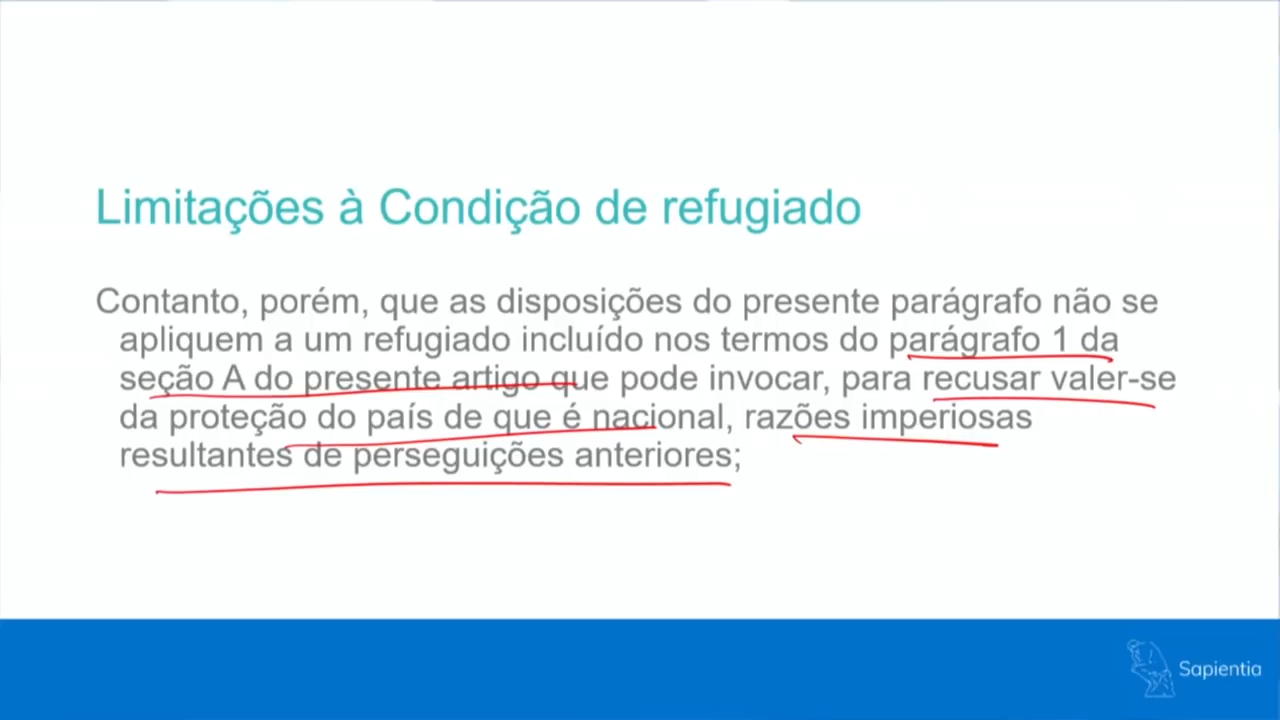 Limitações à Condição de refugiado
Contanto, porém, que as disposições do presente parágrafo não se
apliquem a um refugiado incluído nos termos do parágrafo 1 da
seção A do presente artigo que pode invocar, para recusar valer-se
da proteção do país de que é nacional, razões imperiosas
resultantes de perseguições anteriores;
Sapientia